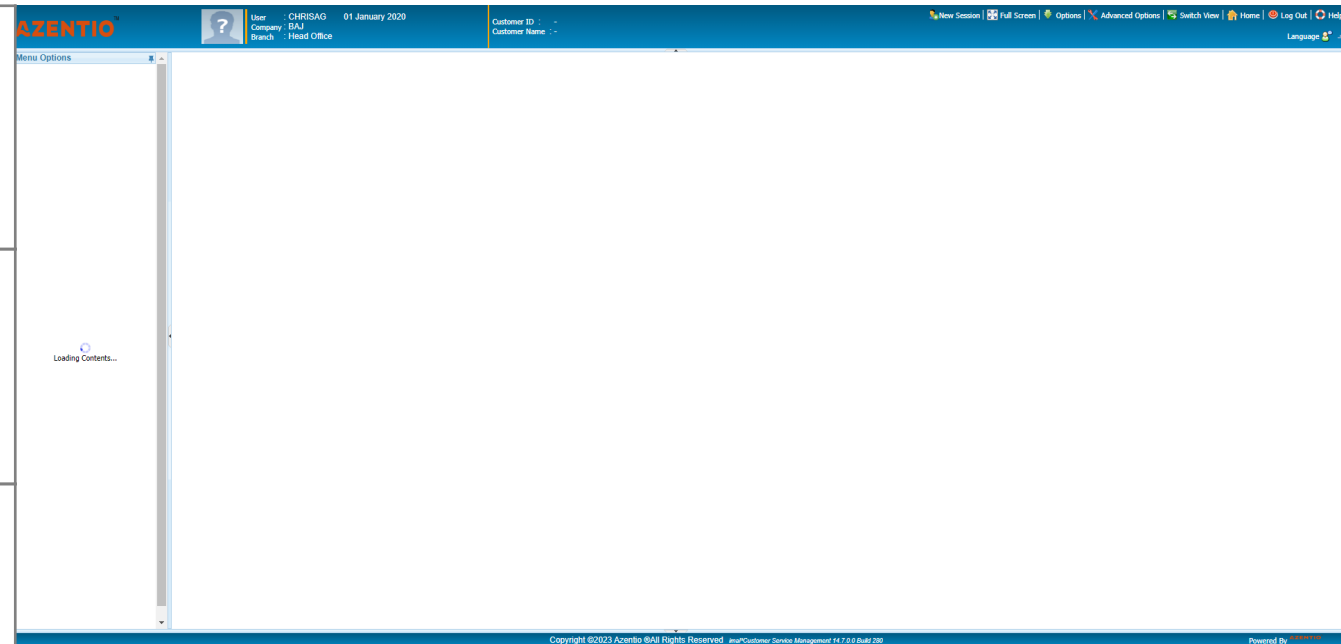 AZENTIO™
User : CHRISAG 01 January 2020
Company : BAJ
Branch : Head Office
Customer ID : -
Customer Name : -
New Session | Full Screen | Options | Advanced Options | Switch View | Home | Log Out | Help
Language
Menu Options
Loading Contents...
Copyright ©2023 Azentio ®All Rights Reserved imal®Customer Service Management 14.7.0.0 Build 280
Powered By AZENTIO